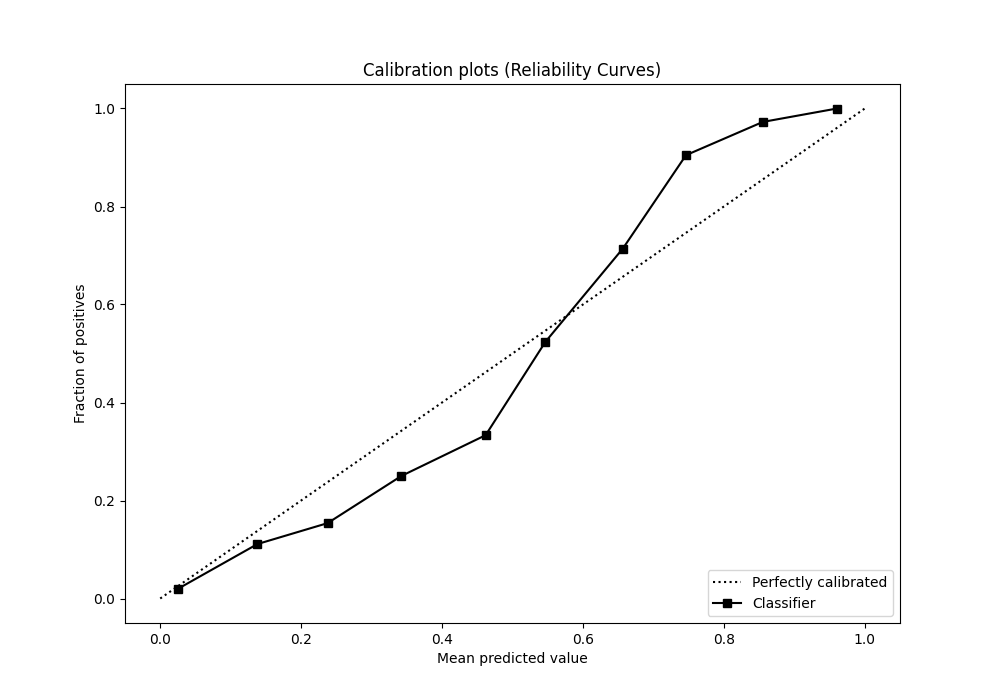 Calibration plots (Reliability Curves)
1.0
0.8
0.6
0.4
0.2
0.0
Fraction of positives
0.0 0.2 0.4 0.6 0.8 1.0
Mean predicted value
Perfectly calibrated
Classifier